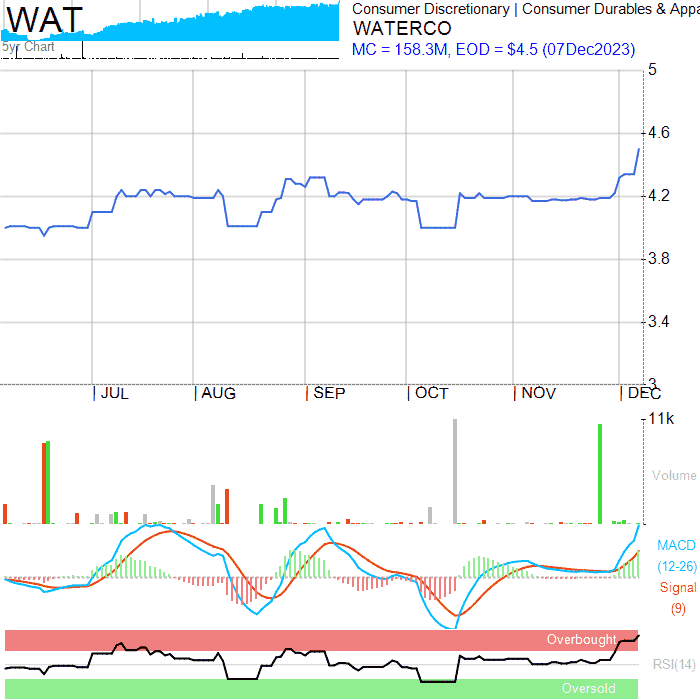 WAT
5yr Chart
Consumer Discretionary | Consumer Durables & Appa
WATERCO
MC = 158.3M, EOD = $4.5 (07Dec2023)
5
4.6
4.2
3.8
3.4
3
JUL
AUG
SEP
OCT
NOV
DEC
11k
Volume
MACD
(12-26)
Signal
(9)
Overbought
RSI(14)
Oversold